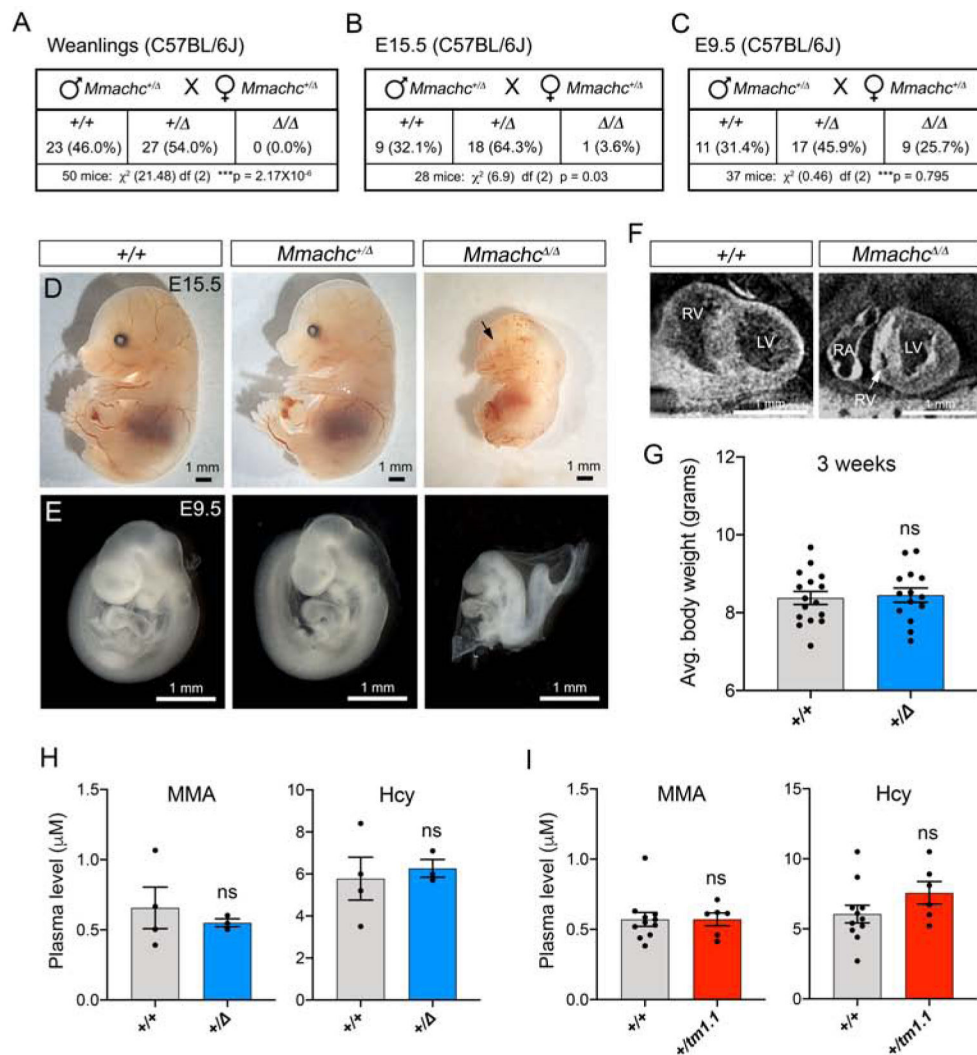 A
Weanlings (C57BL/6J)
♂ Mmachc+/Δ X ♀ Mmachc+/Δ
+/+ +/Δ Δ/Δ
23 (46.0%) 27 (54.0%) 0 (0.0%)
50 mice: χ² (21.48) df (2) ***p = 2.17X10⁻⁶
B
E15.5 (C57BL/6J)
♂ Mmachc+/Δ X ♀ Mmachc+/Δ
+/+ +/Δ Δ/Δ
9 (32.1%) 18 (64.3%) 1 (3.6%)
28 mice: χ² (6.9) df (2) p = 0.03
C
E9.5 (C57BL/6J)
♂ Mmachc+/Δ X ♀ Mmachc+/Δ
+/+ +/Δ Δ/Δ
11 (31.4%) 17 (45.9%) 9 (25.7%)
37 mice: χ² (0.46) df (2) ***p = 0.795
+/+ Mmachc+/Δ MmachcΔ/Δ
D
E15.5
1 mm 1 mm 1 mm
E
E9.5
1 mm 1 mm 1 mm
F
+/+ MmachcΔ/Δ
RV LV
1 mm
RA LV
RV
1 mm
G
3 weeks
Avg. body weight (grams)
12
10
8
6
ns
+/+ +/Δ
H
MMA
Plasma level (μM)
1.5
1.0
0.5
0.0
ns
+/+ +/Δ
Hcy
10
8
6
4
2
0
ns
+/+ +/Δ
I
MMA
Plasma level (μM)
1.5
1.0
0.5
0.0
ns
+/+ +/tm1.1
Hcy
15
10
5
0
ns
+/+ +/tm1.1